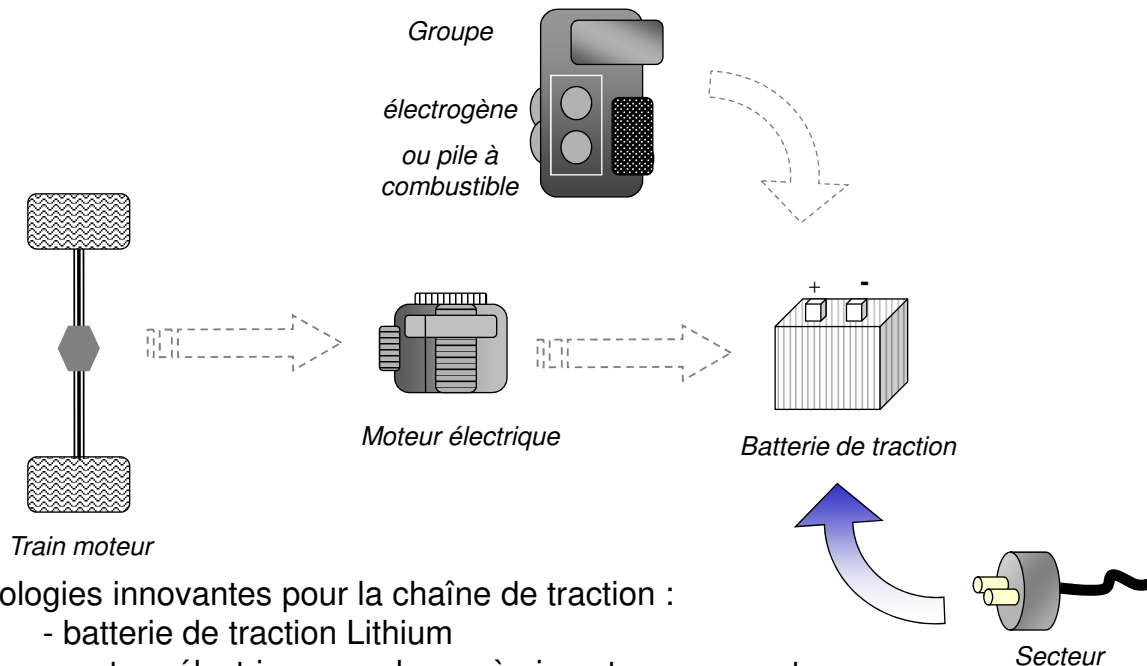 Groupe
électrogène
ou pile à
combustible
+ -
Moteur électrique
Batterie de traction
Train moteur
ologies innovantes pour la chaîne de traction :
- batterie de traction Lithium
Secteur